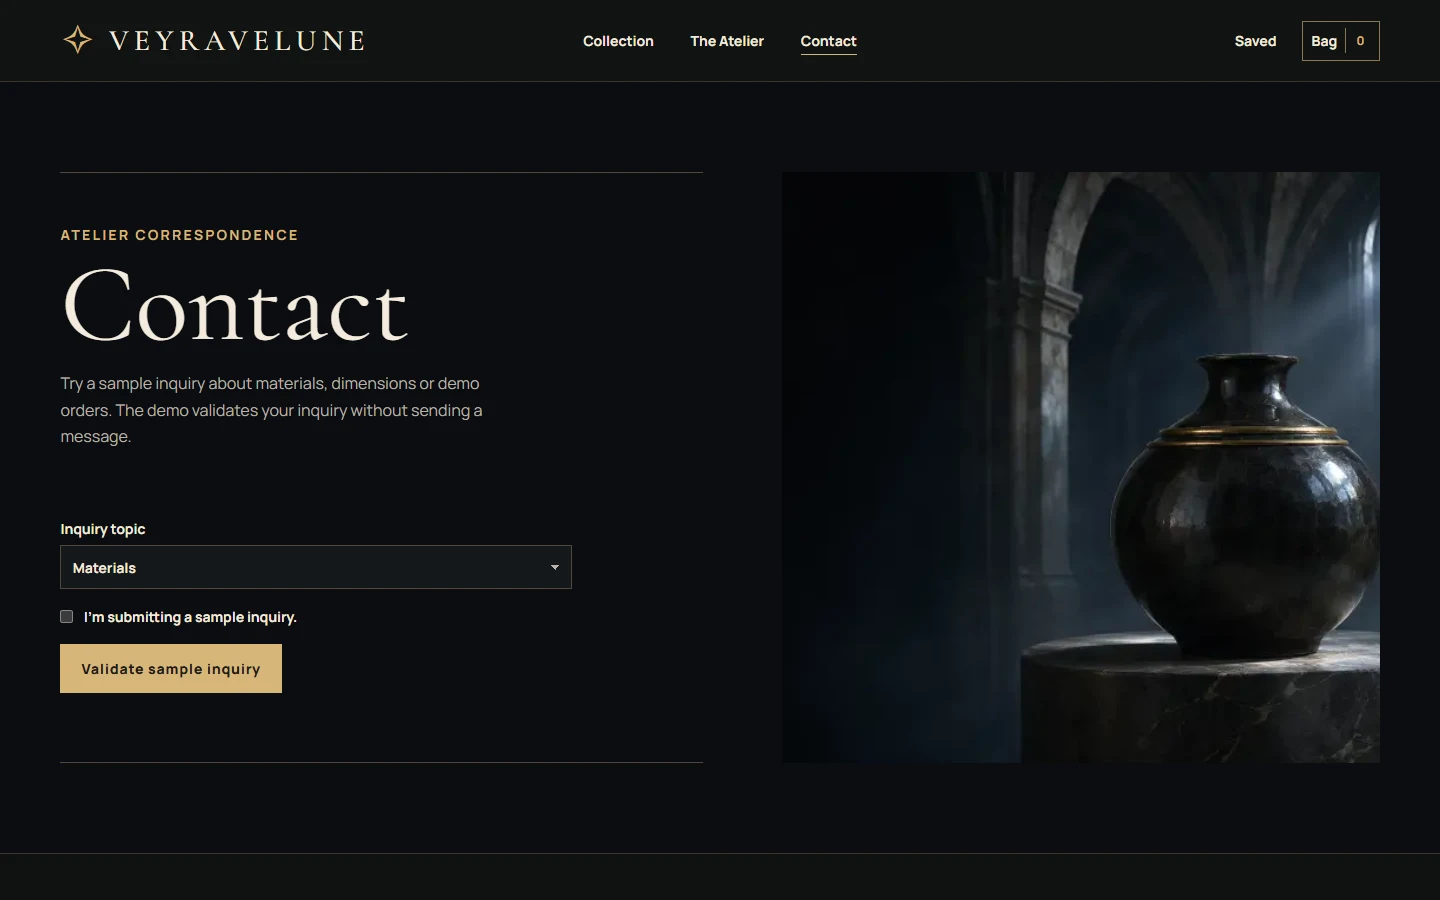 VEYRAVELUNE
Collection
The Atelier
Contact
Saved
Bag 0
ATELIER CORRESPONDENCE
Contact
Try a sample inquiry about materials, dimensions or demo
orders. The demo validates your inquiry without sending a
message.
Inquiry topic
Materials
I'm submitting a sample inquiry.
Validate sample inquiry